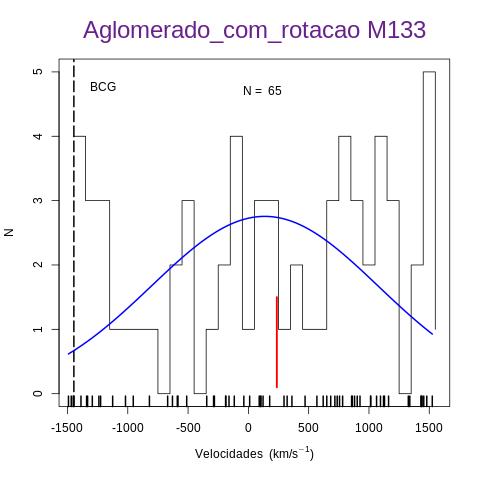 Aglomerado_com_rotacao M133
BCG
N = 65
N
5
4
3
2
1
0
-1500 -1000 -500 0 500 1000 1500
Velocidades (km/s⁻¹)